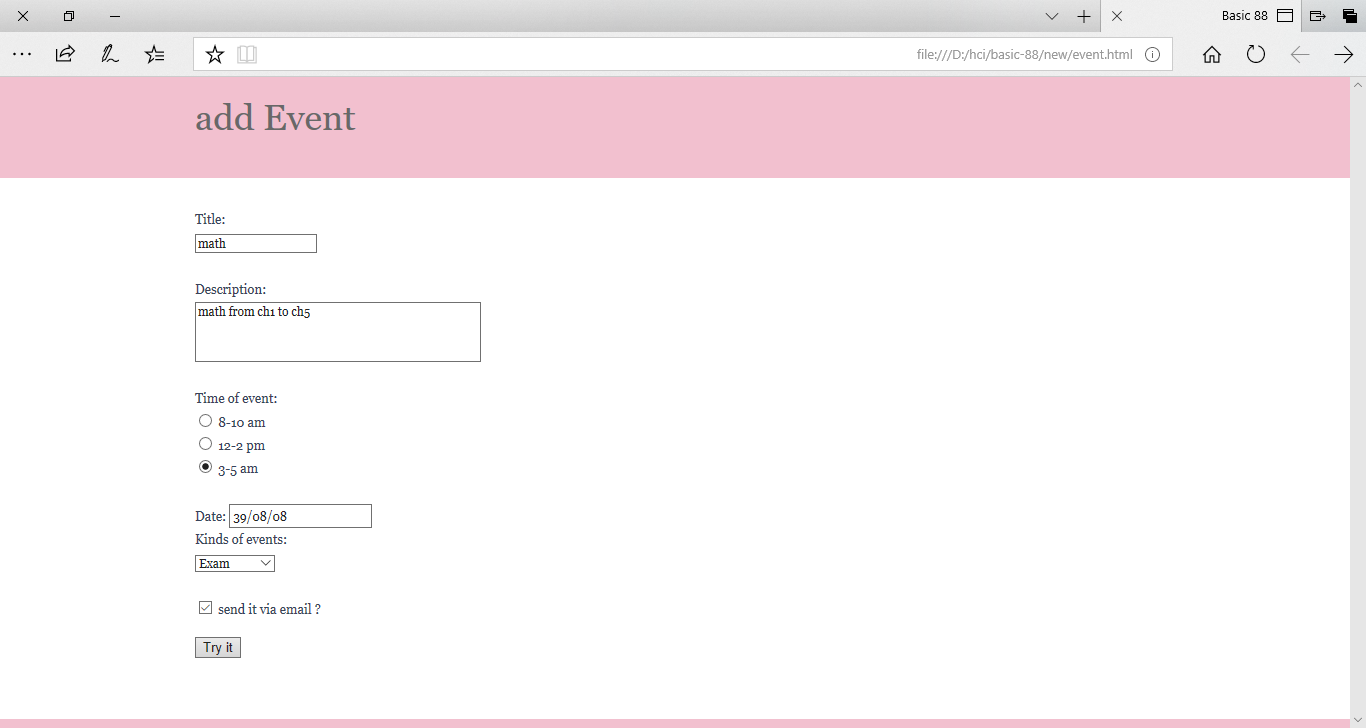 Basic 88
file:///D:/hci/basic-88/new/event.html
add Event
Title:
math
Description:
math from ch1 to ch5
Time of event:
8-10 am
12-2 pm
3-5 am
Date: 39/08/08
Kinds of events:
Exam
send it via email ?
Try it